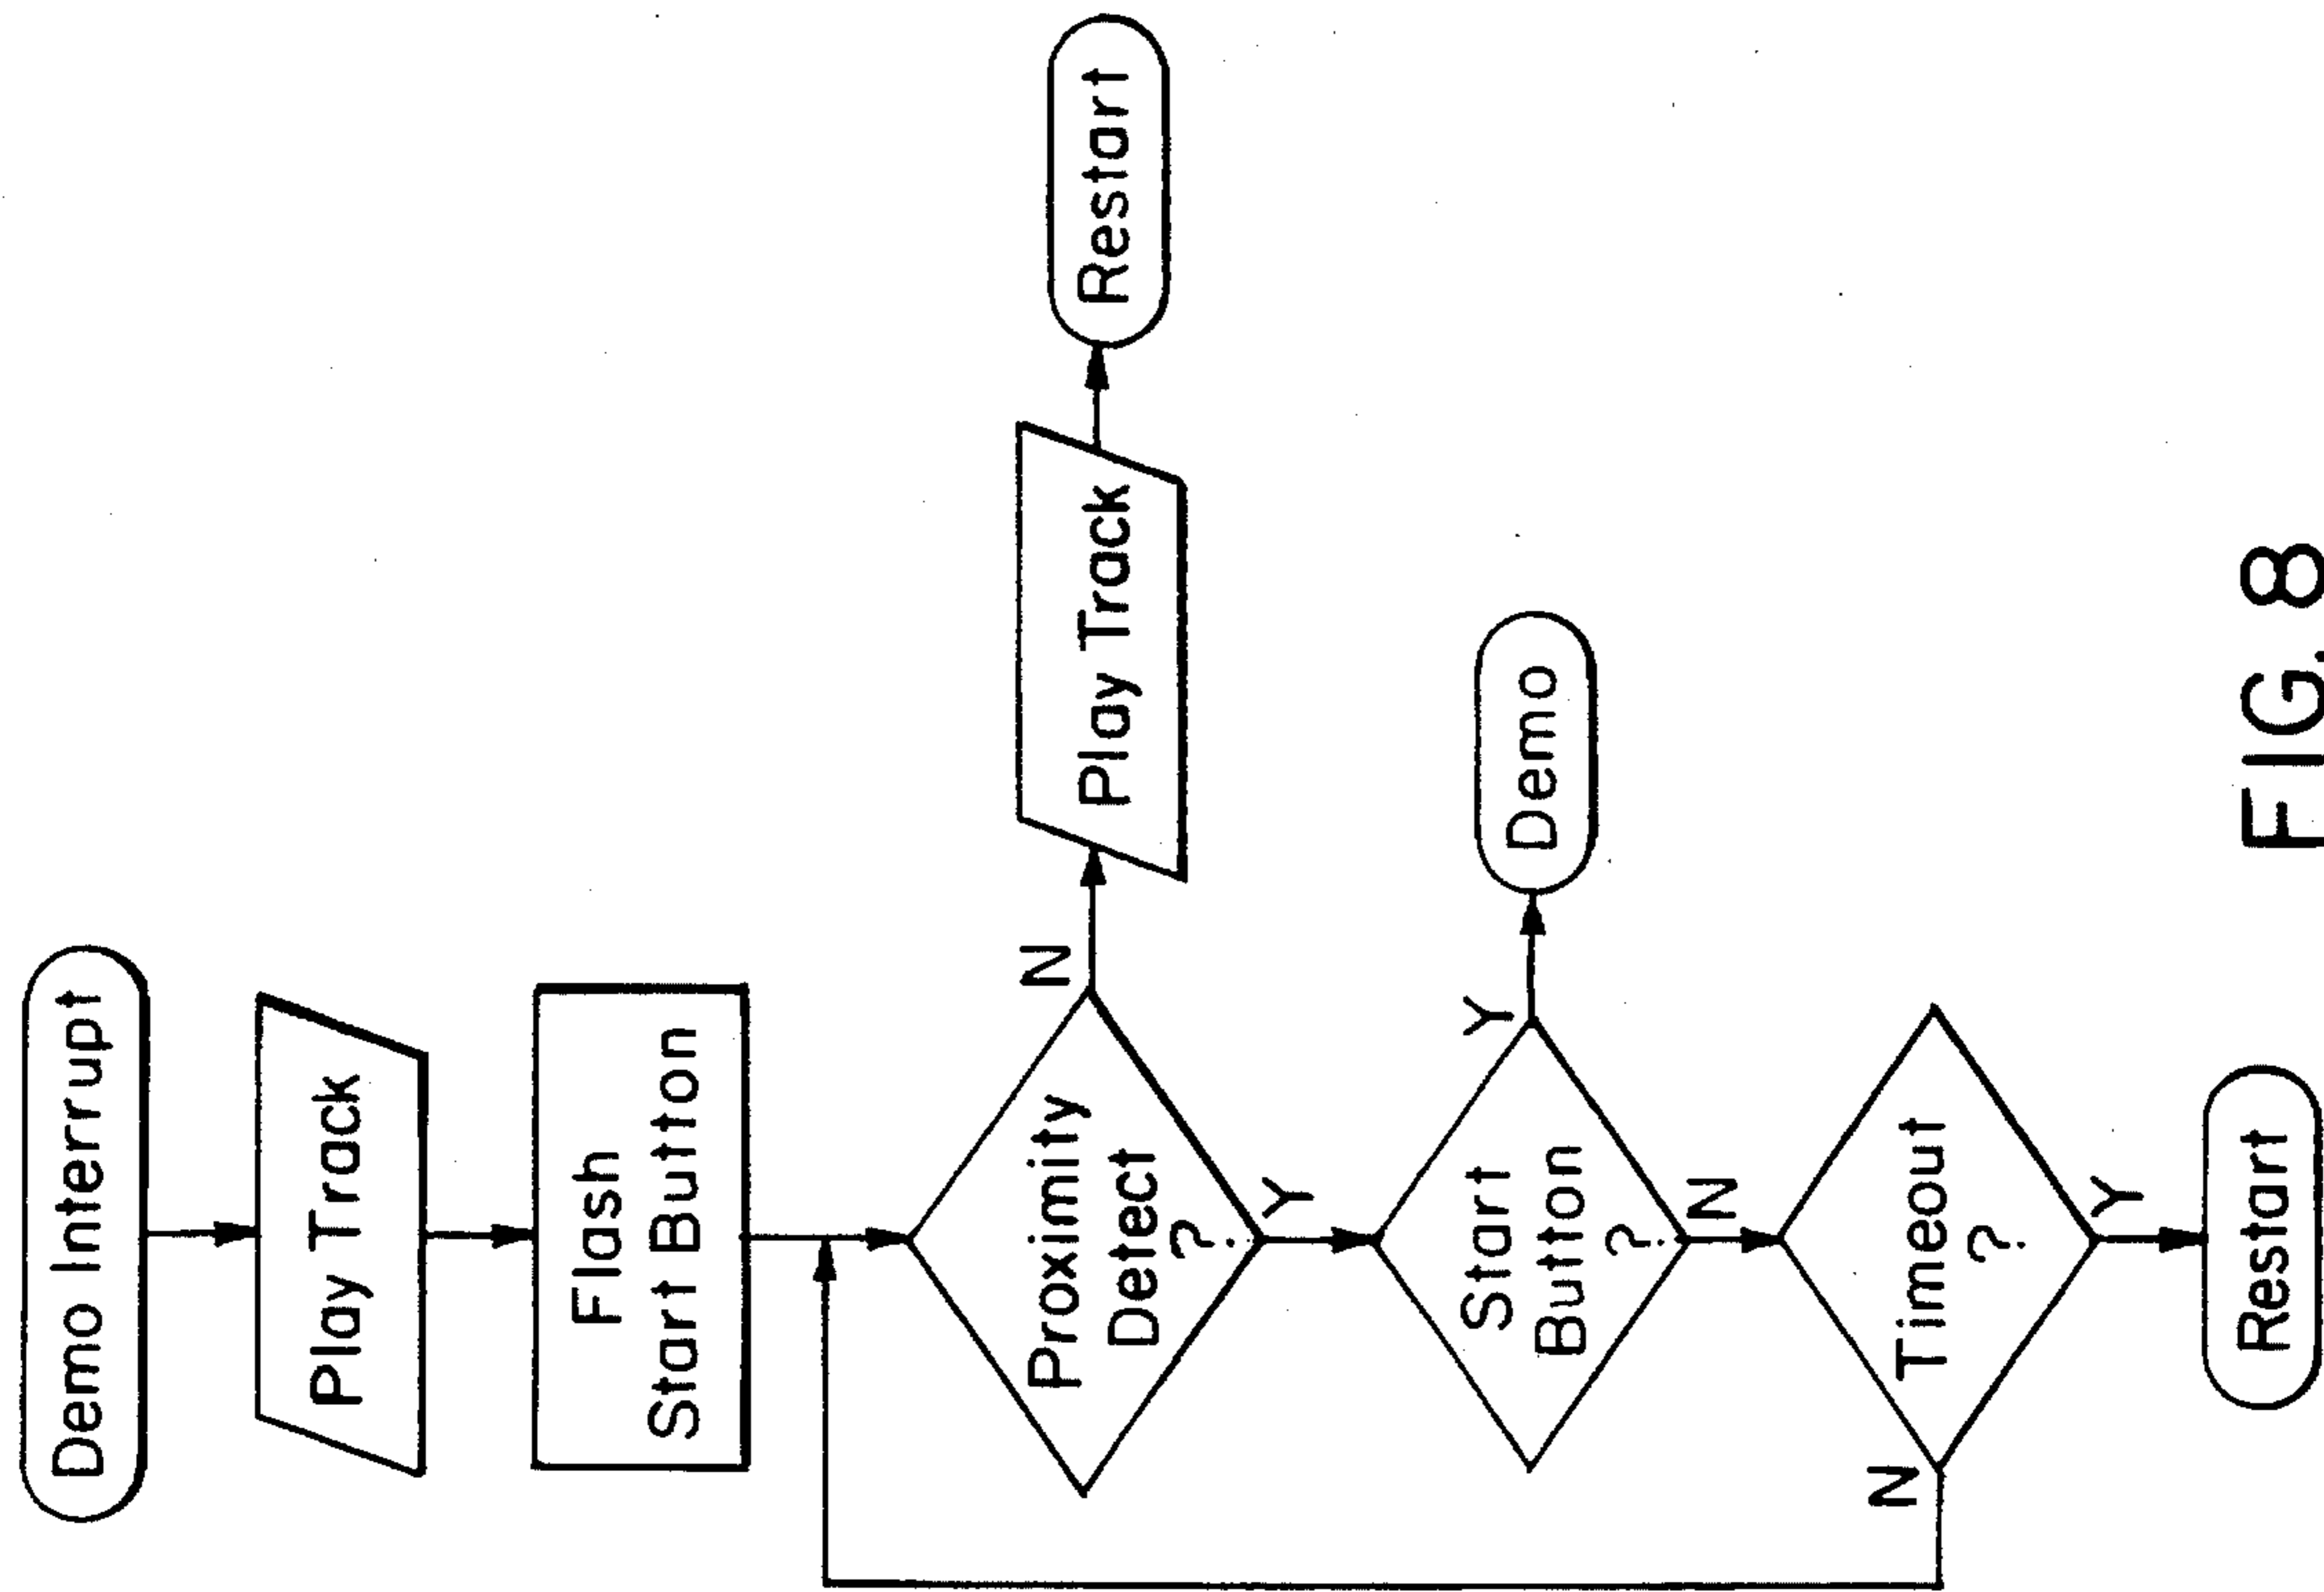 Demo Interrupt
Play Track
Flash
Start Button
Proximity
Detect
?
N
Play Track
Restart
Y
Start
Button
?
Y
Demo
N
Timeout
?
N
Y
Restart
FIG. 8